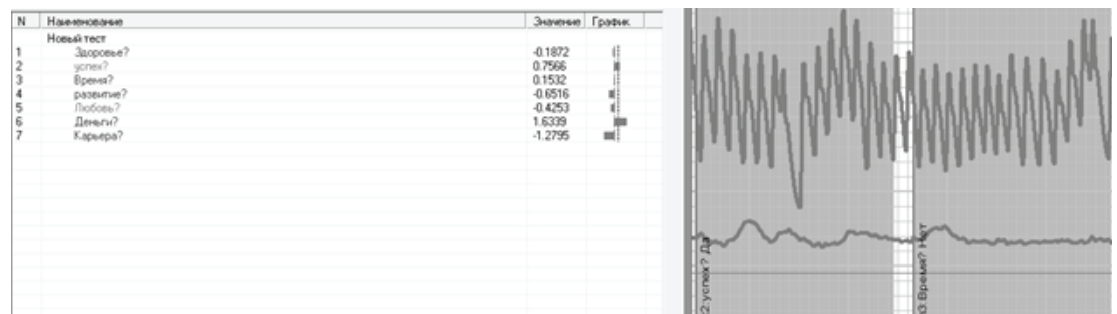 N Наименование Значение График
Новый тест
1 Здоровье? -0.1872
2 успех? 0.7566
3 Время? 0.1532
4 развитие? -0.6516
5 Любовь? -0.4253
6 Деньги? 1.6339
7 Карьера? -1.2795
2:успех? Да
3:Время? Нет